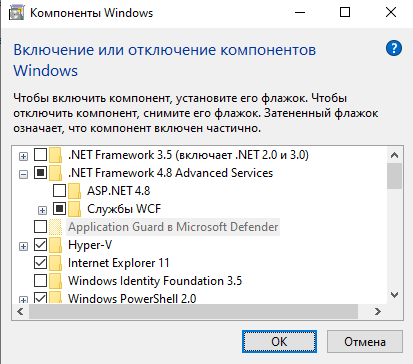 Компоненты Windows
Включение или отключение компонентов
Windows
Чтобы включить компонент, установите его флажок. Чтобы
отключить компонент, снимите его флажок. Затененный флажок
означает, что компонент включен частично.
.NET Framework 3.5 (включает .NET 2.0 и 3.0)
.NET Framework 4.8 Advanced Services
ASP.NET 4.8
Службы WCF
Application Guard в Microsoft Defender
Hyper-V
Internet Explorer 11
Windows Identity Foundation 3.5
Windows PowerShell 2.0
ОК
Отмена